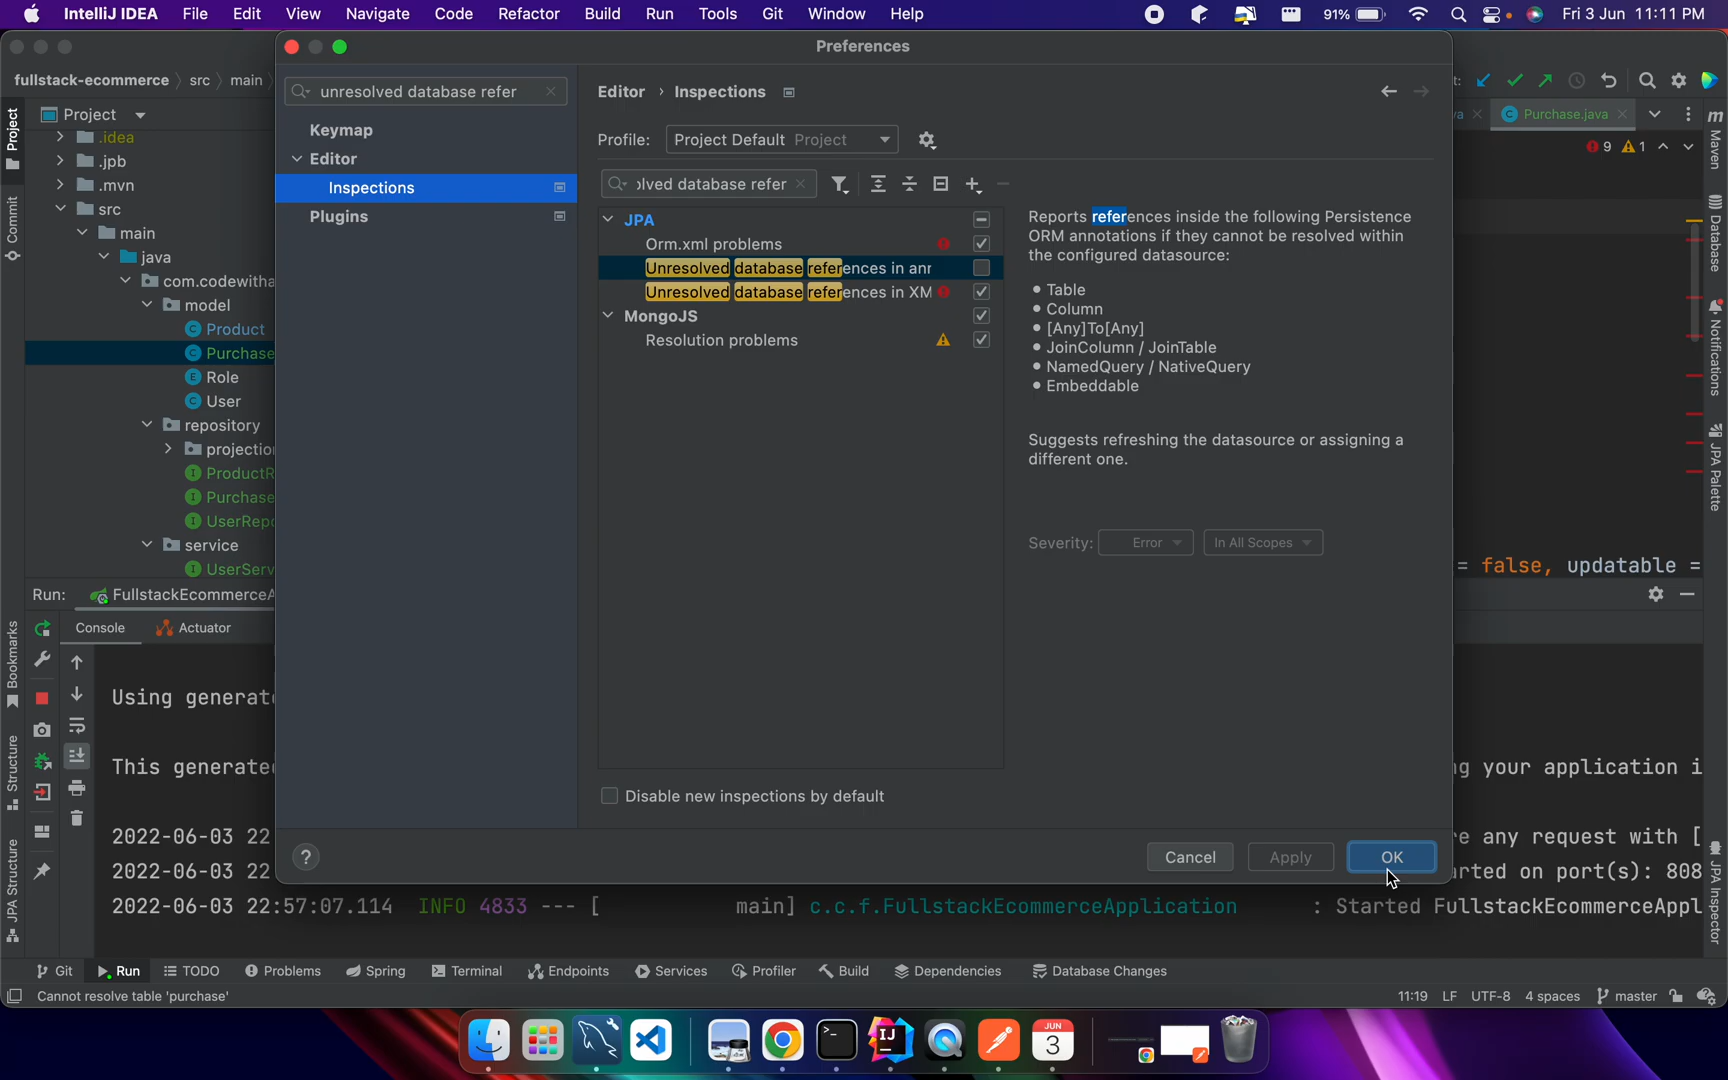 IntelliJ IDEA File Edit View Navigate Code Refactor Build Run Tools Git Window Help 91% Fri 3 Jun 11:11 PM
Preferences
fullstack-ecommerce src main
unresolved database refer
Editor › Inspections
Project
Keymap
Profile: Project Default Project
Purchase.java
Editor
.idea
9 1
.jpb
Inspections
lved database refer
.mvn
Plugins
src
JPA
main
Orm.xml problems
java
Unresolved database references in anr
com.codewitha
Unresolved database references in XM
model
MongoJS
Product
Resolution problems
Purchase
Role
User
repository
projection
ProductR
Purchase
UserRepo
service
UserServ
Reports references inside the following Persistence
ORM annotations if they cannot be resolved within
the configured datasource:
• Table
• Column
• [Any]To[Any]
• JoinColumn / JoinTable
• NamedQuery / NativeQuery
• Embeddable
Suggests refreshing the datasource or assigning a
different one.
Severity: Error In All Scopes
Disable new inspections by default
? Cancel Apply OK
= false, updatable =
Run: FullstackEcommerceA
Console Actuator
Using generate
This generated
ng your application i
2022-06-03 22
e any request with [
2022-06-03 22
rted on port(s): 808
2022-06-03 22:57:07.114 INFO 4833 --- [ main] c.c.f.FullstackEcommerceApplication : Started FullstackEcommerceAppl
Git Run TODO Problems Spring Terminal Endpoints Services Profiler Build Dependencies Database Changes
Cannot resolve table 'purchase' 11:19 LF UTF-8 4 spaces master
Project
Commit
Bookmarks
Structure
JPA Structure
Maven
Database
Notifications
JPA Palette
JPA Inspector
JUN
3